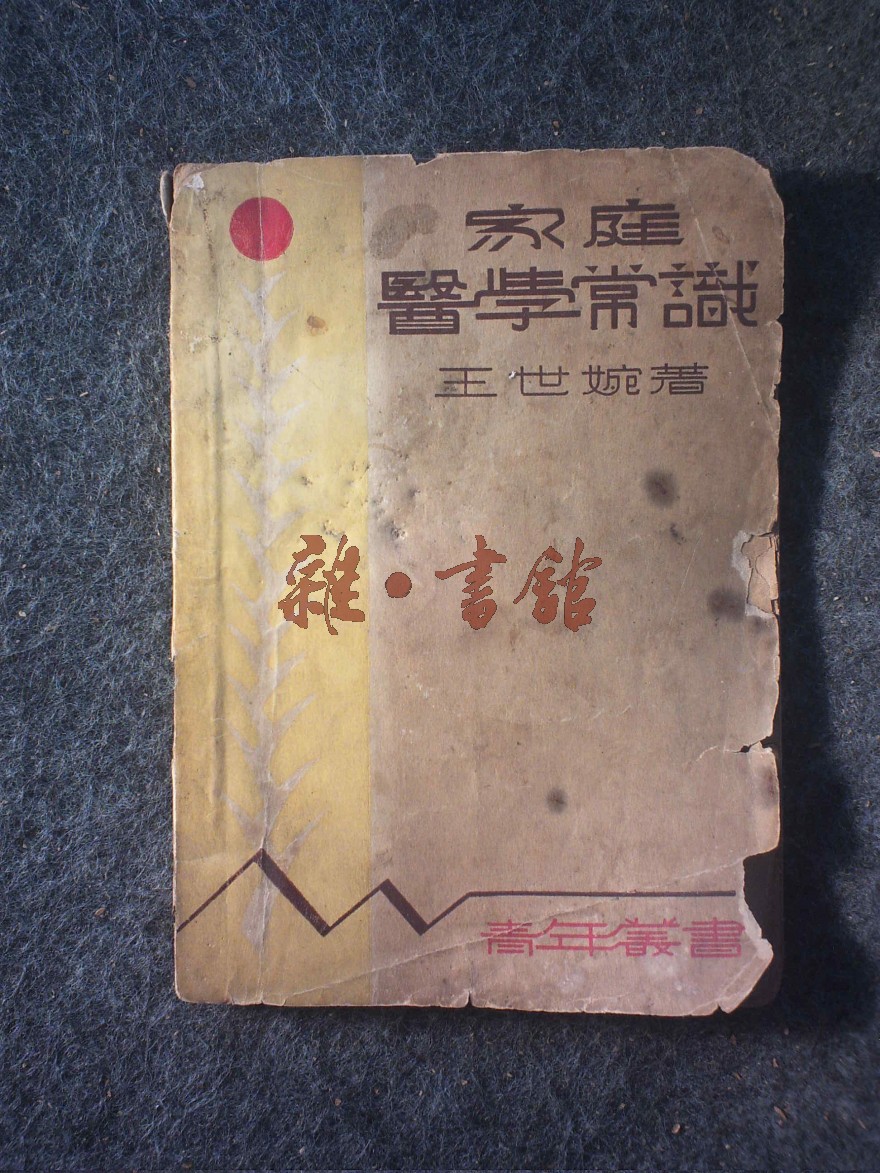 家庭
醫學常識
王世婉著
雜·書館
青年叢書